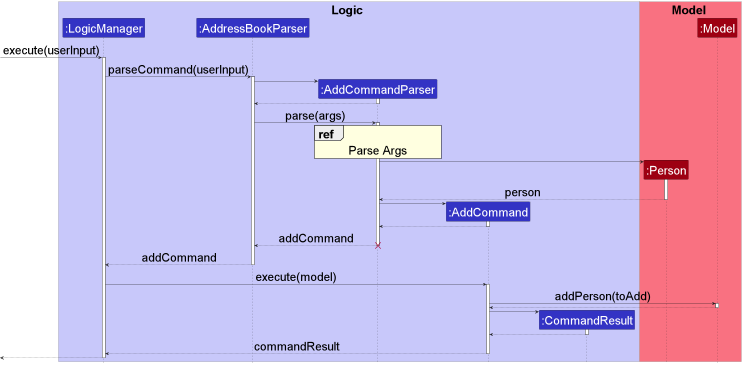 Logic
Model
:LogicManager
:AddressBookParser
:Model
execute(userInput)
parseCommand(userInput)
:AddCommandParser
parse(args)
ref
Parse Args
:Person
person
:AddCommand
addCommand
addCommand
execute(model)
addPerson(toAdd)
:CommandResult
commandResult